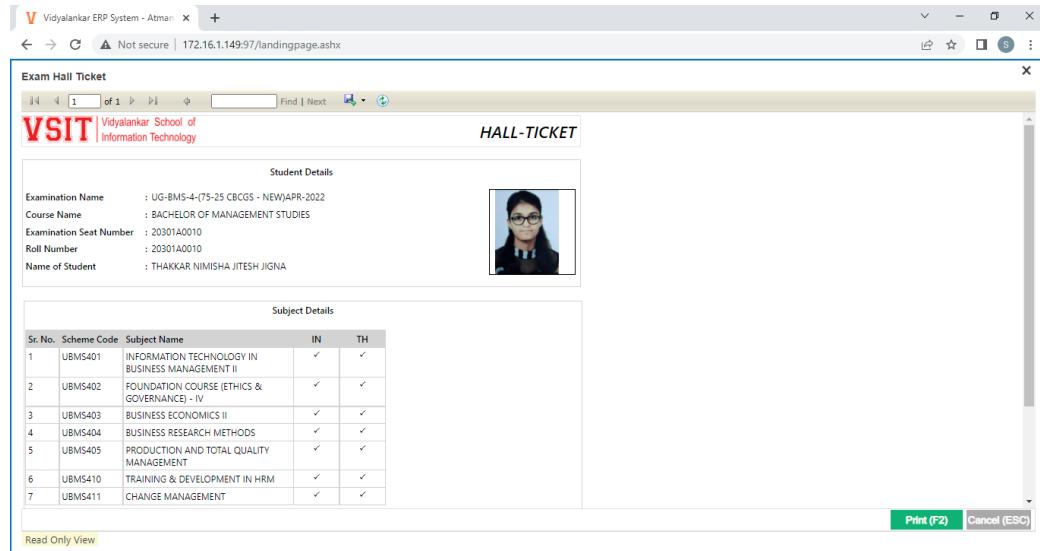 Vidyalankar ERP System - Atman
Not secure | 172.16.1.149:97/landingpage.ashx
S
Exam Hall Ticket
1 of 1 Find | Next
VSIT Vidyalankar School of
Information Technology
HALL-TICKET
Student Details
Examination Name : UG-BMS-4-(75-25 CBCGS - NEW)APR-2022
Course Name : BACHELOR OF MANAGEMENT STUDIES
Examination Seat Number : 20301A0010
Roll Number : 20301A0010
Name of Student : THAKKAR NIMISHA JITESH JIGNA
Subject Details
Sr. No. Scheme Code Subject Name IN TH
1 UBMS401 INFORMATION TECHNOLOGY IN ✓ ✓
BUSINESS MANAGEMENT II
2 UBMS402 FOUNDATION COURSE (ETHICS & ✓ ✓
GOVERNANCE) - IV
3 UBMS403 BUSINESS ECONOMICS II ✓ ✓
4 UBMS404 BUSINESS RESEARCH METHODS ✓ ✓
5 UBMS405 PRODUCTION AND TOTAL QUALITY ✓ ✓
MANAGEMENT
6 UBMS410 TRAINING & DEVELOPMENT IN HRM ✓ ✓
7 UBMS411 CHANGE MANAGEMENT ✓ ✓
Print (F2) Cancel (ESC)
Read Only View